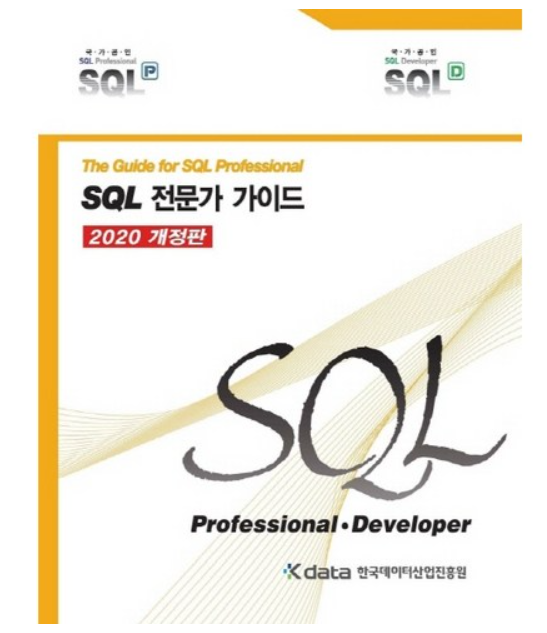 국·가·공·인
SQL Professional
SQL P
국·가·공·인
SQL Developer
SQL D
The Guide for SQL Professional
SQL 전문가 가이드
2020 개정판
SQL
Professional·Developer
Kdata 한국데이터산업진흥원